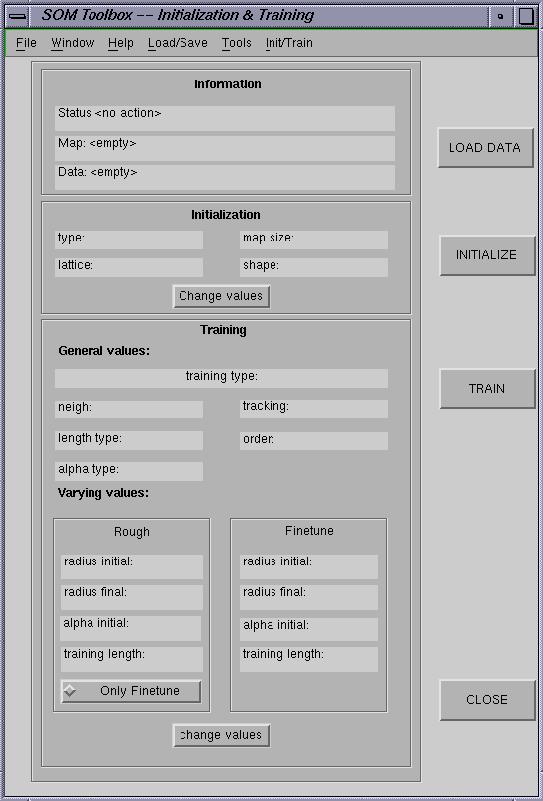 SOM Toolbox -- Initialization & Training
File Window Help Load/Save Tools Init/Train
Information
Status <no action>
Map: <empty>
Data: <empty>
LOAD DATA
Initialization
type: map size:
lattice: shape:
Change values
INITIALIZE
Training
General values:
training type:
neigh: tracking:
length type: order:
alpha type:
TRAIN
Varying values:
Rough Finetune
radius initial: radius initial:
radius final: radius final:
alpha initial: alpha initial:
training length: training length:
Only Finetune
CLOSE
change values